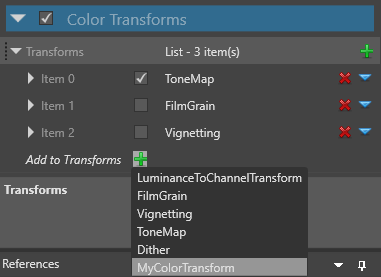 Color Transforms
Transforms List - 3 item(s)
Item 0 ToneMap
Item 1 FilmGrain
Item 2 Vignetting
Add to Transforms
LuminanceToChannelTransform
FilmGrain
Vignetting
ToneMap
Dither
MyColorTransform
Transforms
References